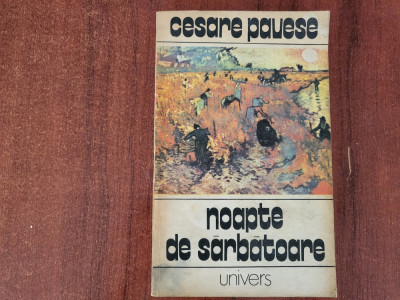 cesare pavese
noapte
de sărbătoare
univers